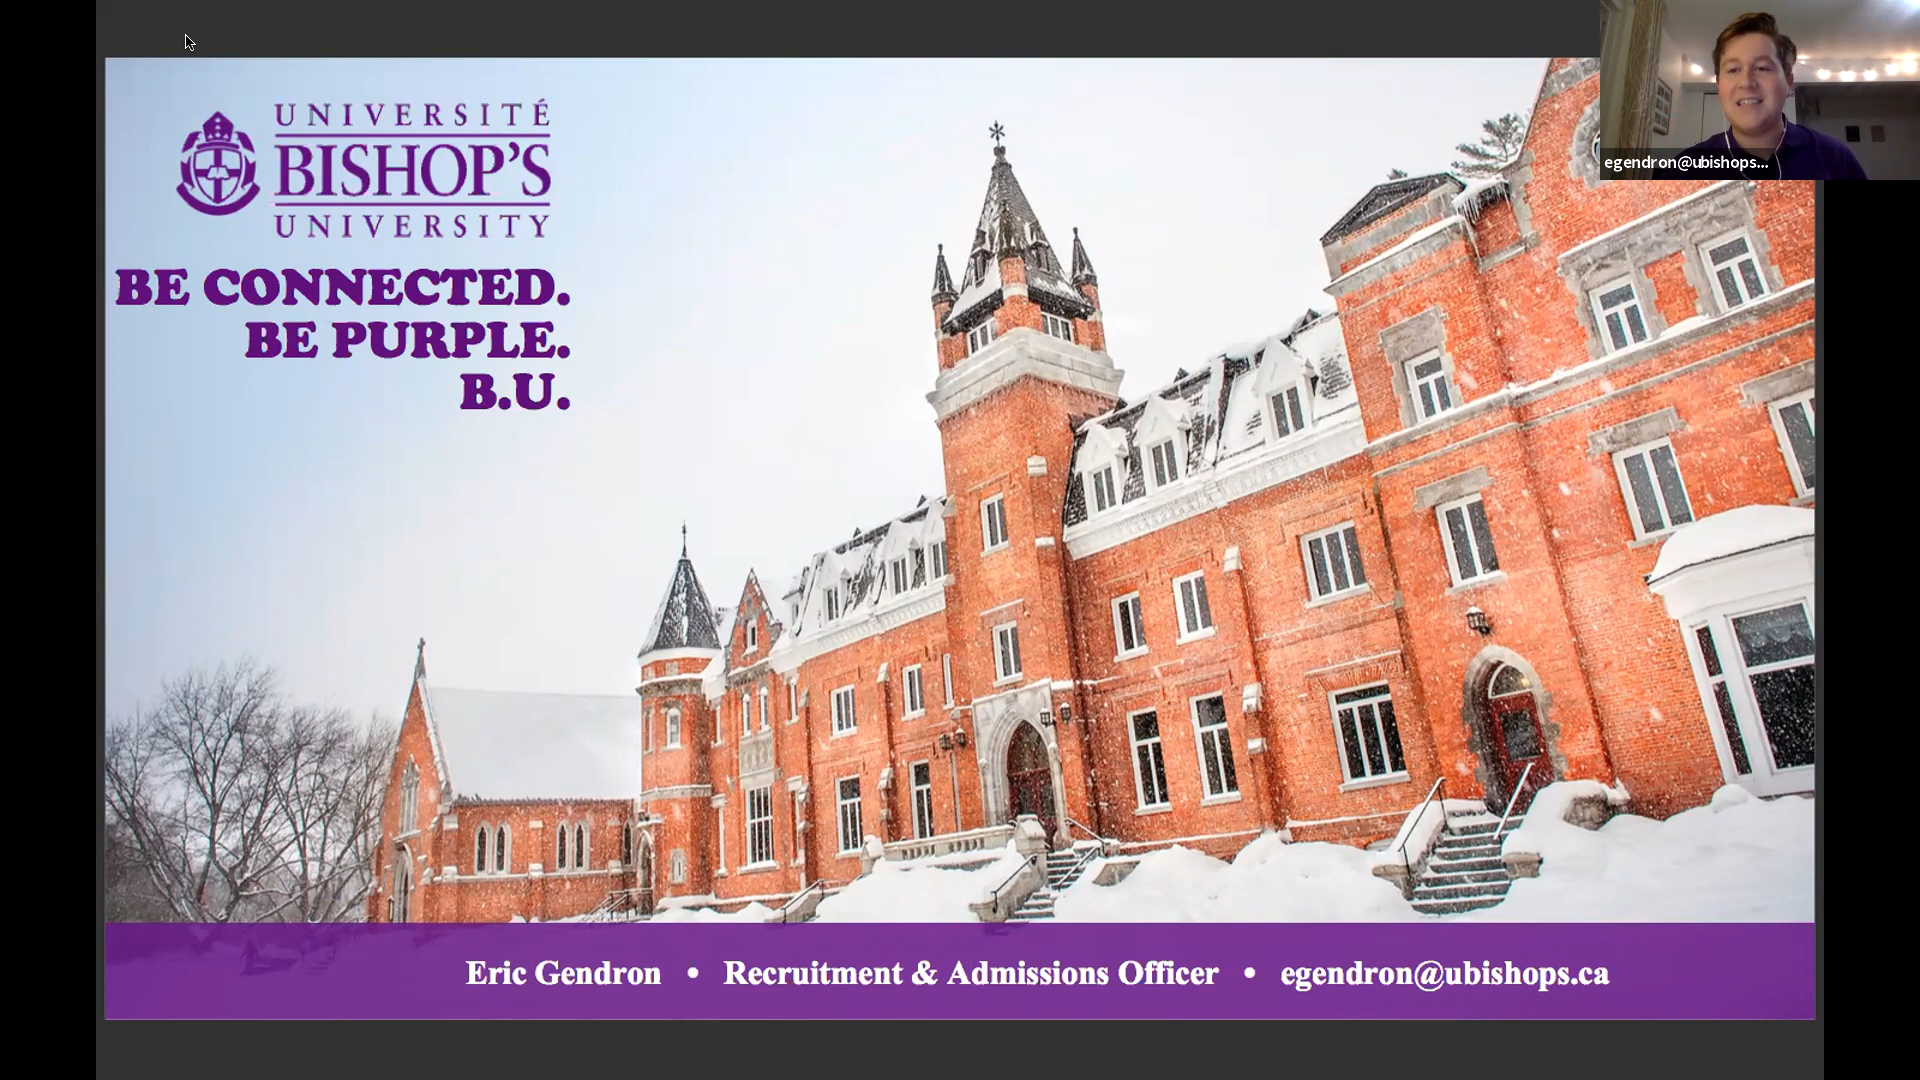 UNIVERSITÉ
BISHOP'S
UNIVERSITY
BE CONNECTED.
BE PURPLE.
B.U.
egendron@ubishops...
Eric Gendron • Recruitment & Admissions Officer • egendron@ubishops.ca